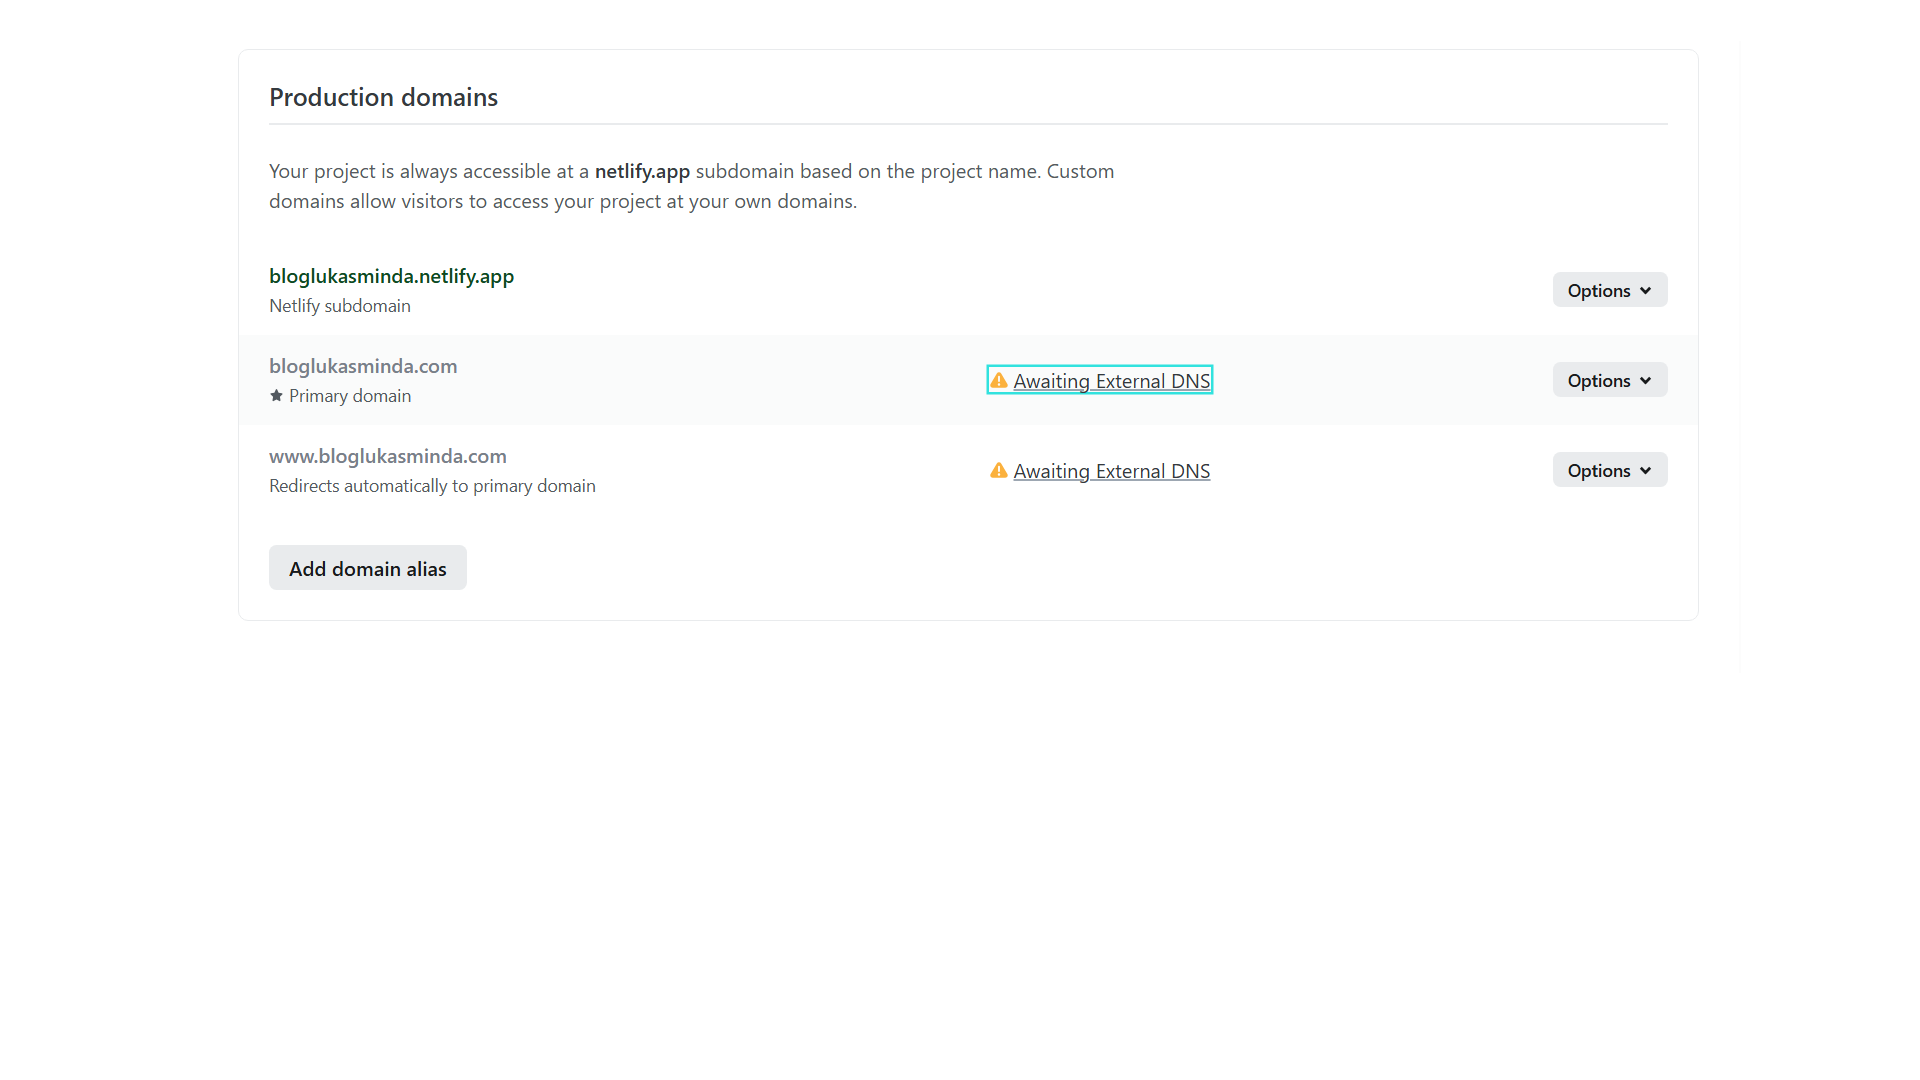 Production domains
Your project is always accessible at a netlify.app subdomain based on the project name. Custom
domains allow visitors to access your project at your own domains.
bloglukasminda.netlify.app
Netlify subdomain
Options
bloglukasminda.com
Primary domain
Awaiting External DNS
Options
www.bloglukasminda.com
Redirects automatically to primary domain
Awaiting External DNS
Options
Add domain alias